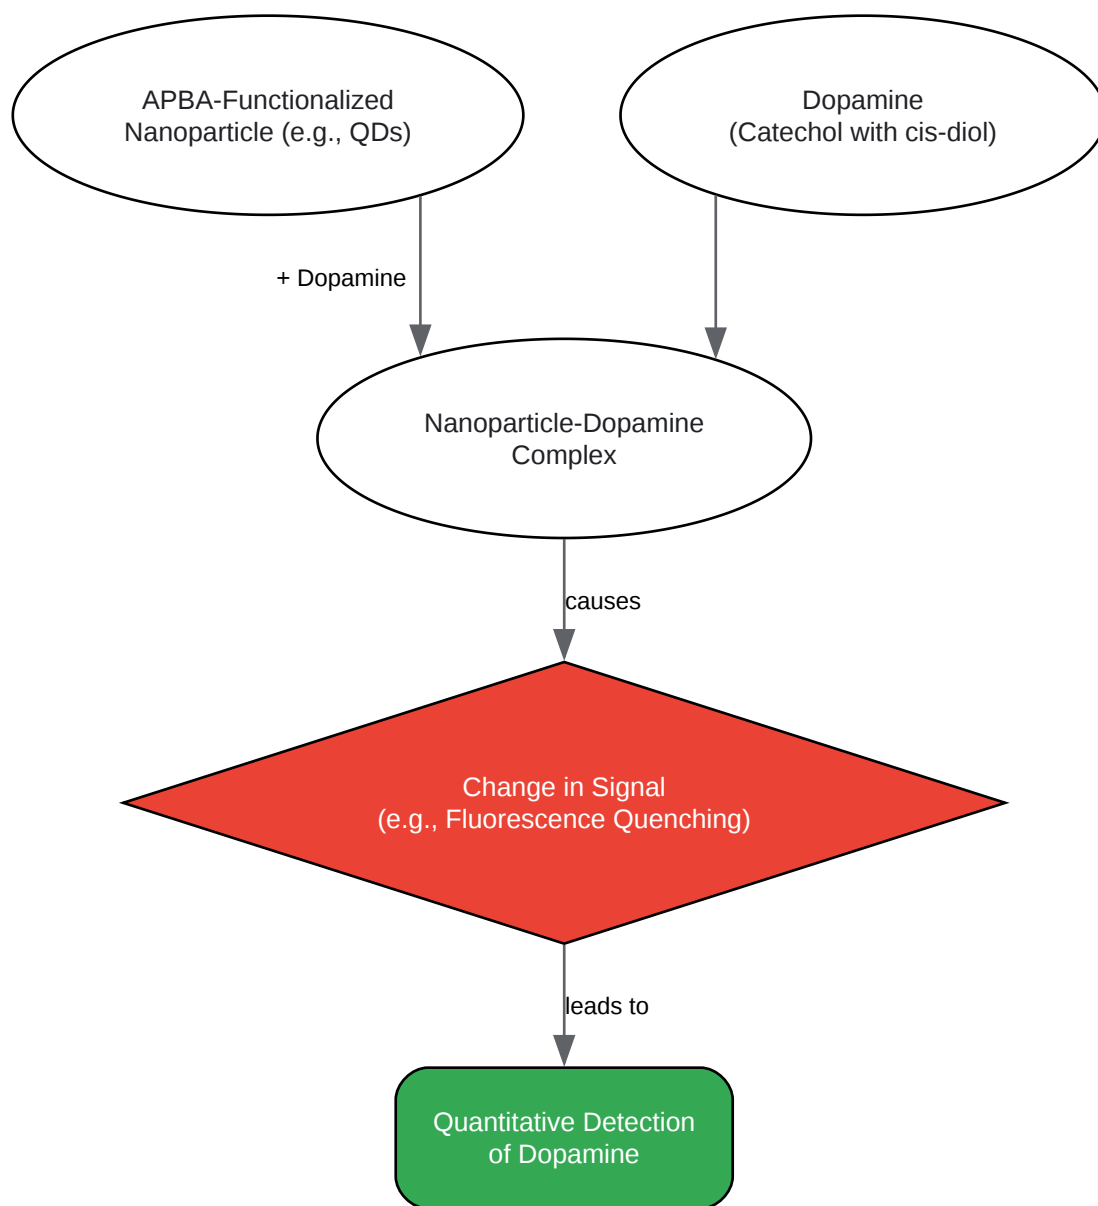 APBA-Functionalized
Nanoparticle (e.g., QDs)
Dopamine
(Catechol with cis-diol)
+ Dopamine
Nanoparticle-Dopamine
Complex
causes
Change in Signal
(e.g., Fluorescence Quenching)
leads to
Quantitative Detection
of Dopamine